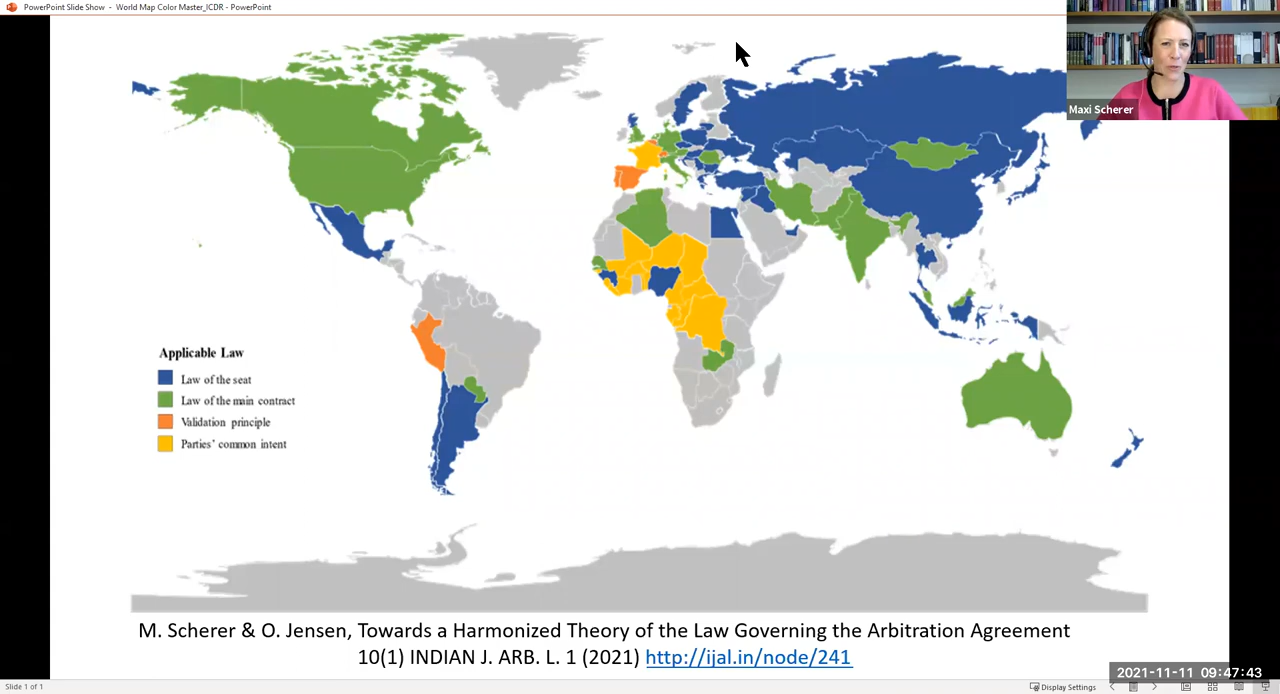 PowerPoint Slide Show - World Map Color Master_ICDR - PowerPoint
Maxi Scherer
Applicable Law
Law of the seat
Law of the main contract
Validation principle
Parties' common intent
M. Scherer & O. Jensen, Towards a Harmonized Theory of the Law Governing the Arbitration Agreement
10(1) INDIAN J. ARB. L. 1 (2021) http://ijal.in/node/241
2021-11-11 09:47:43
Slide 1 of 1
Display Settings